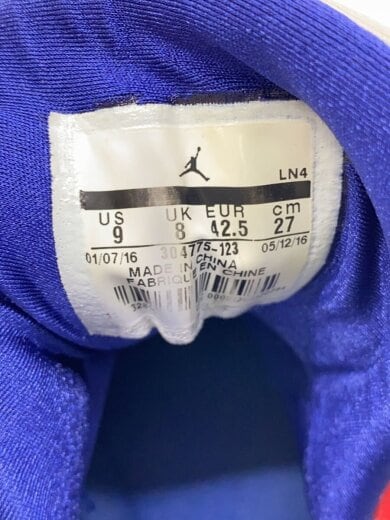 LN4
US UK EUR cm
9 8 42.5 27
01/07/16 304775-123 05/12/16
MADE IN CHINA
FABRIQUE EN CHINE